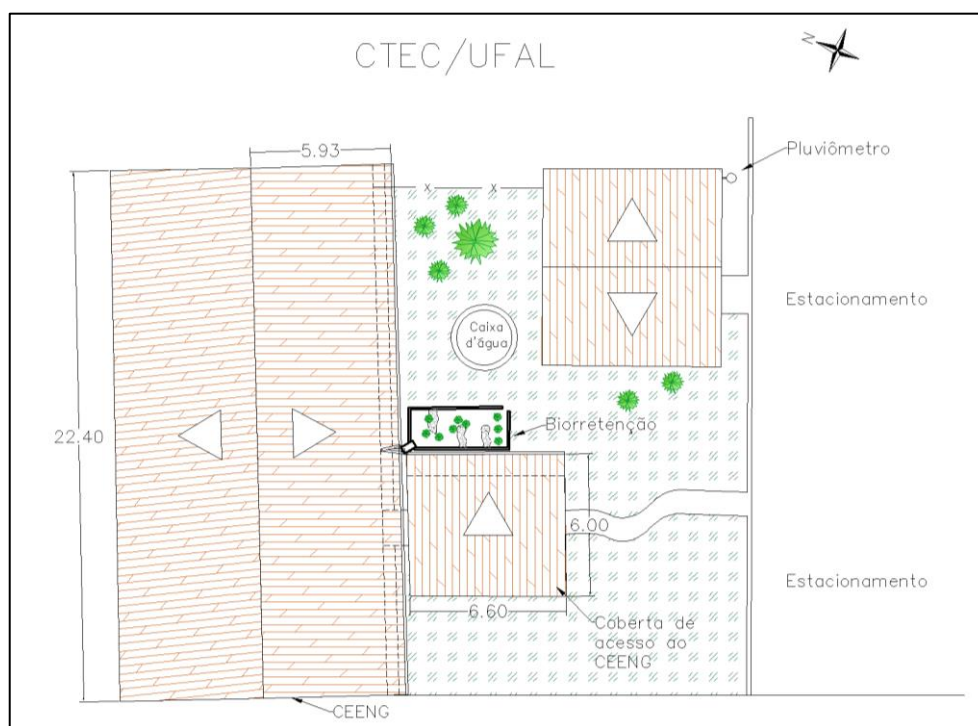 CTEC/UFAL
N
5.93
Pluviômetro
x x
Estacionamento
Caixa
d'água
22.40
Biorretenção
6.00
Estacionamento
6.60
Coberta de
acesso ao
CEENG
CEENG